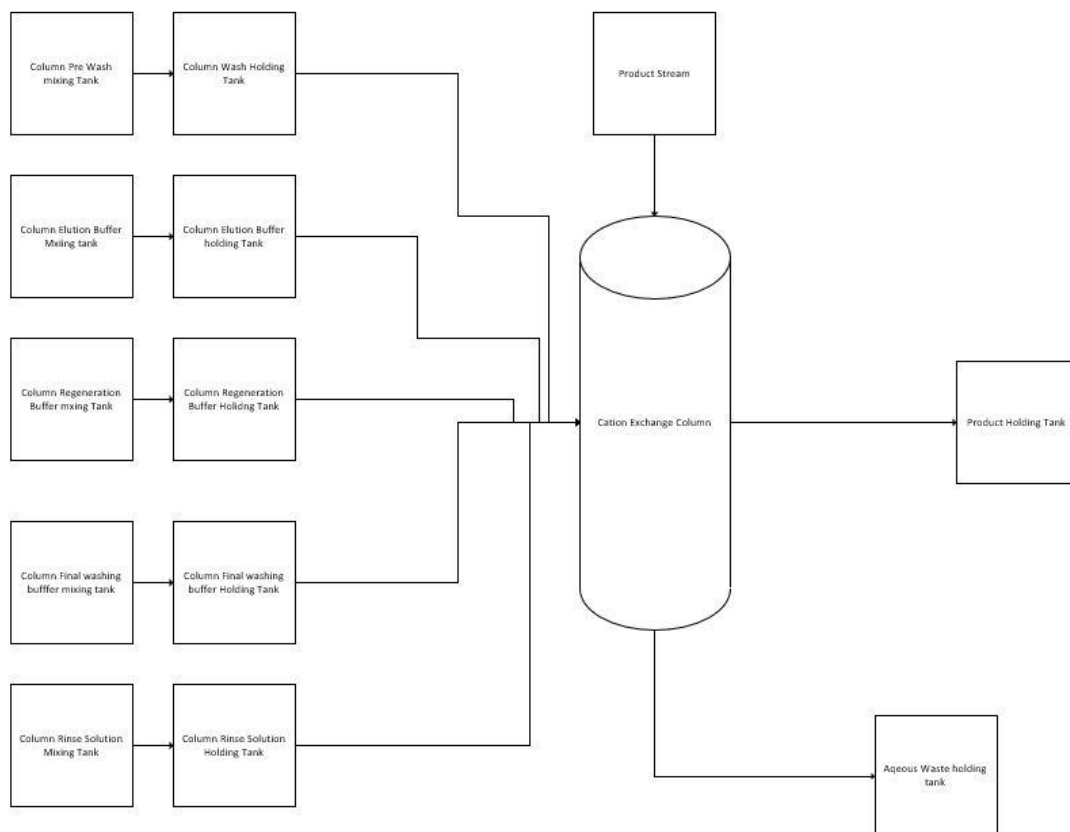 Column Pre Wash
mixing Tank
Column Wash Holding
Tank
Product Stream
Column Elution Buffer
Mxiing tank
Column Elution Buffer
holding Tank
Column Regeneration
Buffer mxing Tank
Column Regeneration
Buffer Holidng Tank
Cation Exchange Column
Product Holding Tank
Column Final washing
bufffer mixing tank
Column Final washing
buffer Holding Tank
Column Rinse Solution
Mixing Tank
Column Rinse Solution
Holding Tank
Aqeous Waste holding
tank